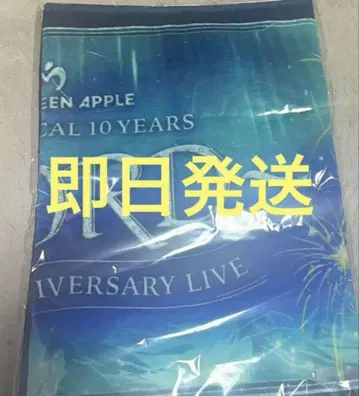 EEN APPLE
CAL 10 YEARS
即日発送
IVERSARY LIVE